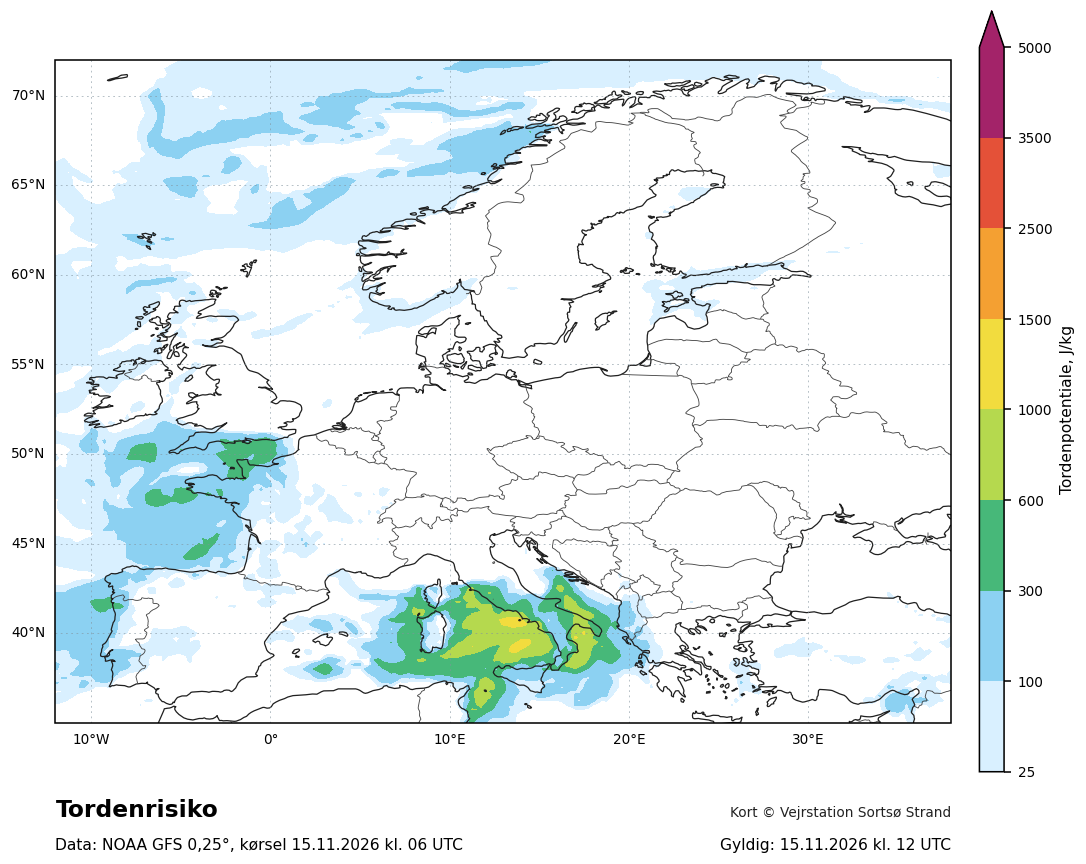 70°N
65°N
60°N
55°N
50°N
45°N
40°N
10°W
0°
10°E
20°E
30°E
5000
3500
2500
1500
1000
600
300
100
25
Tordenpotentiale, J/kg
Tordenrisiko
Kort © Vejrstation Sortsø Strand
Data: NOAA GFS 0,25°, kørsel 15.11.2026 kl. 06 UTC
Gyldig: 15.11.2026 kl. 12 UTC